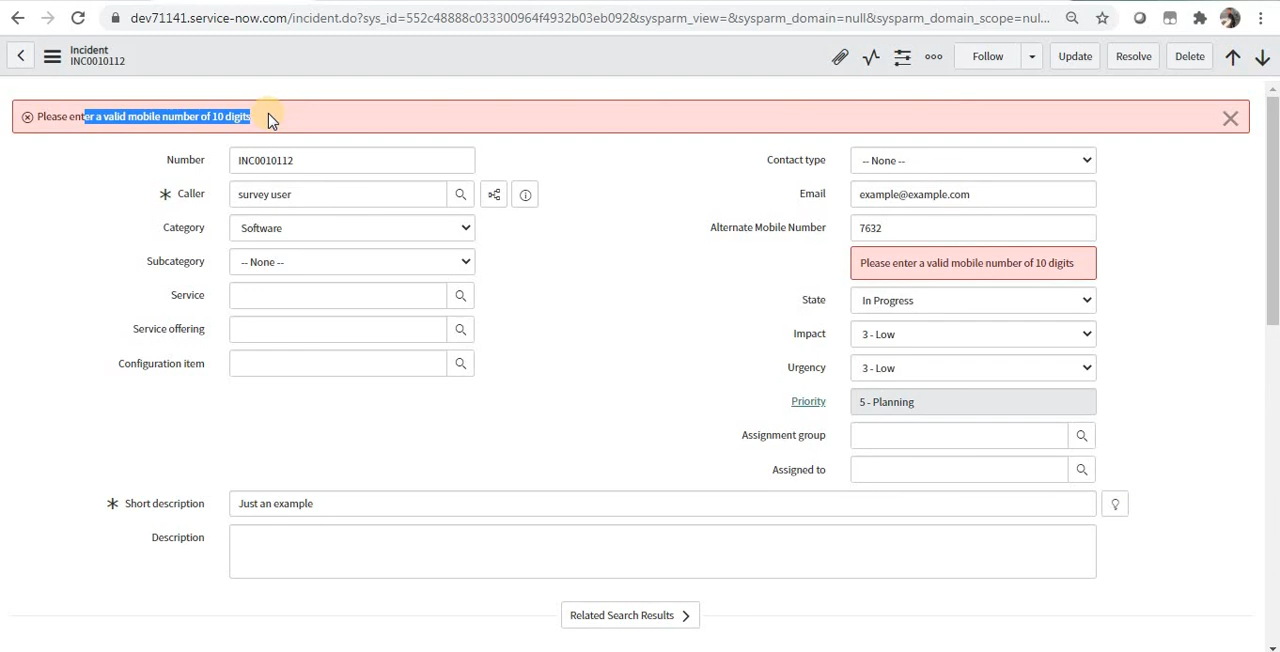 dev71141.service-now.com/incident.do?sys_id=552c48888c033300964f4932b03eb092&sysparm_view=&sysparm_domain=null&sysparm_domain_scope=nul...
Incident
INC0010112
Follow
Update
Resolve
Delete
Please enter a valid mobile number of 10 digits
Number
INC0010112
Contact type
-- None --
Caller
survey user
Email
example@example.com
Category
Software
Alternate Mobile Number
7632
Subcategory
-- None --
Please enter a valid mobile number of 10 digits
Service
State
In Progress
Service offering
Impact
3 - Low
Configuration item
Urgency
3 - Low
Priority
5 - Planning
Assignment group
Assigned to
Short description
Just an example
Description
Related Search Results